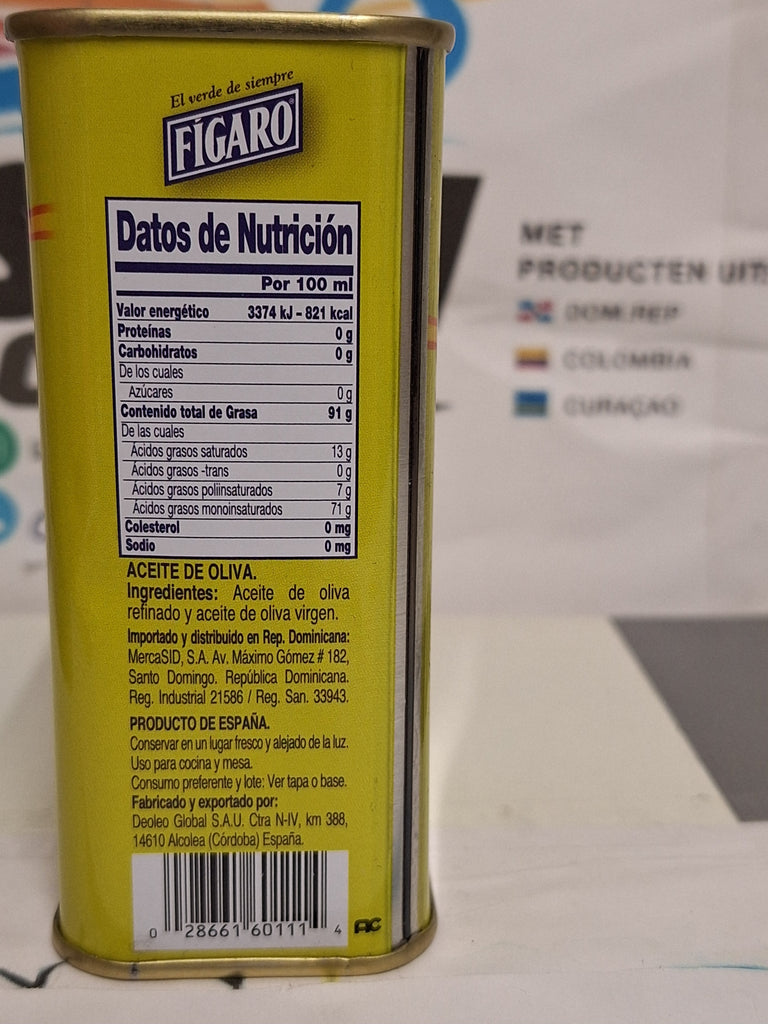 El verde de siempre
FÍGARO
Datos de Nutrición
Por 100 ml
Valor energético 3374 kJ – 821 kcal
Proteínas 0 g
Carbohidratos 0 g
De los cuales
Azúcares 0 g
Contenido total de Grasa 91 g
De las cuales
Ácidos grasos saturados 13 g
Ácidos grasos -trans 0 g
Ácidos grasos poliinsaturados 7 g
Ácidos grasos monoinsaturados 71 g
Colesterol 0 mg
Sodio 0 mg
ACEITE DE OLIVA.
Ingredientes: Aceite de oliva
refinado y aceite de oliva virgen.
Importado y distribuido en Rep. Dominicana:
MercaSID, S.A. Av. Máximo Gómez # 182,
Santo Domingo. República Dominicana.
Reg. Industrial 21586 / Reg. San. 33943.
PRODUCTO DE ESPAÑA.
Conservar en un lugar fresco y alejado de la luz.
Uso para cocina y mesa.
Consumo preferente y lote: Ver tapa o base.
Fabricado y exportado por:
Deoleo Global S.A.U. Ctra N-IV, km 388,
14610 Alcolea (Córdoba) España.
0 28661 60111 4
AC
MET
PRODUCTEN UIT:
DOM.REP
COLOMBIA
CURAÇAO